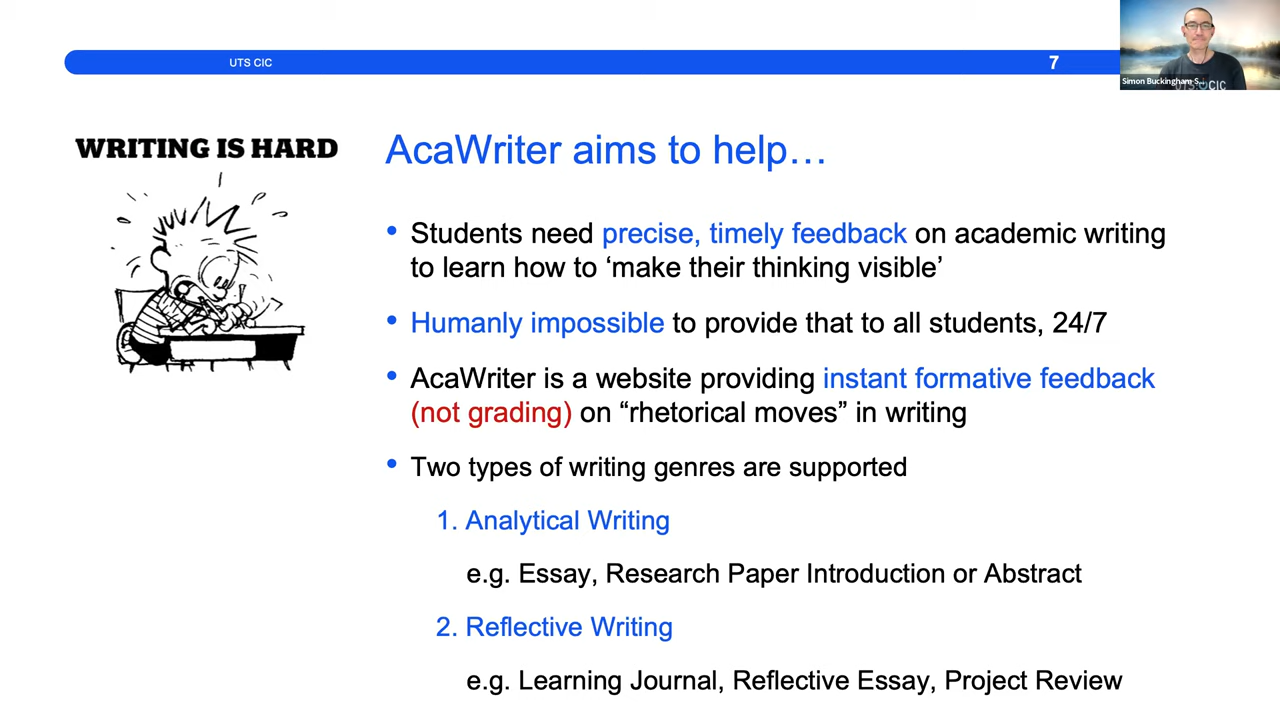 UTS CIC
7
Simon Buckingham S...
UTS CIC
WRITING IS HARD
AcaWriter aims to help…
• Students need precise, timely feedback on academic writing
to learn how to ‘make their thinking visible’
• Humanly impossible to provide that to all students, 24/7
• AcaWriter is a website providing instant formative feedback
(not grading) on “rhetorical moves” in writing
• Two types of writing genres are supported
1. Analytical Writing
e.g. Essay, Research Paper Introduction or Abstract
2. Reflective Writing
e.g. Learning Journal, Reflective Essay, Project Review